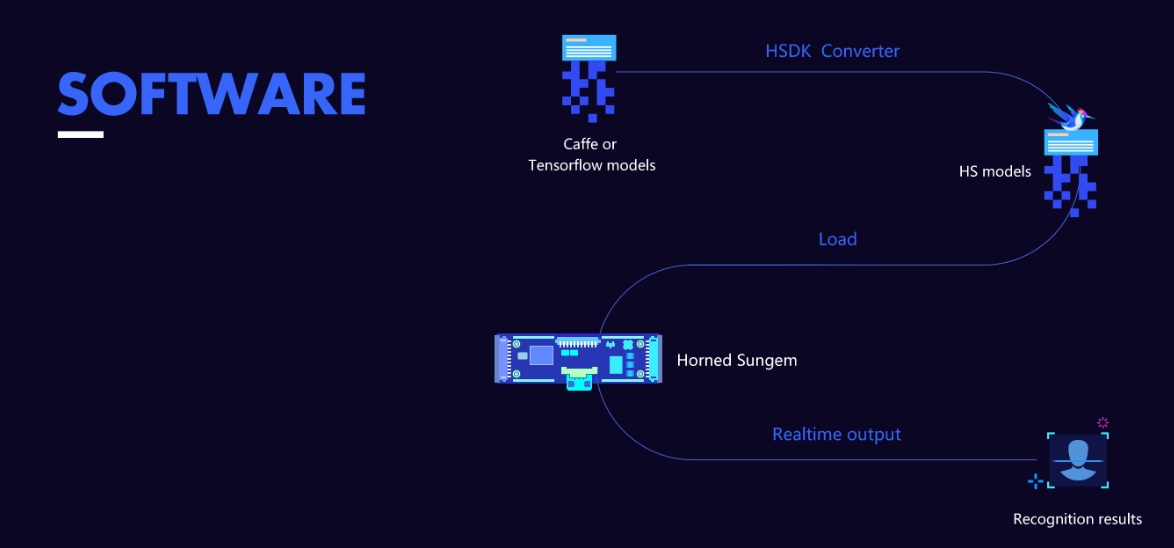 SOFTWARE
HSDK Converter
Caffe or
Tensorflow models
HS models
Load
Horned Sungem
Realtime output
Recognition results